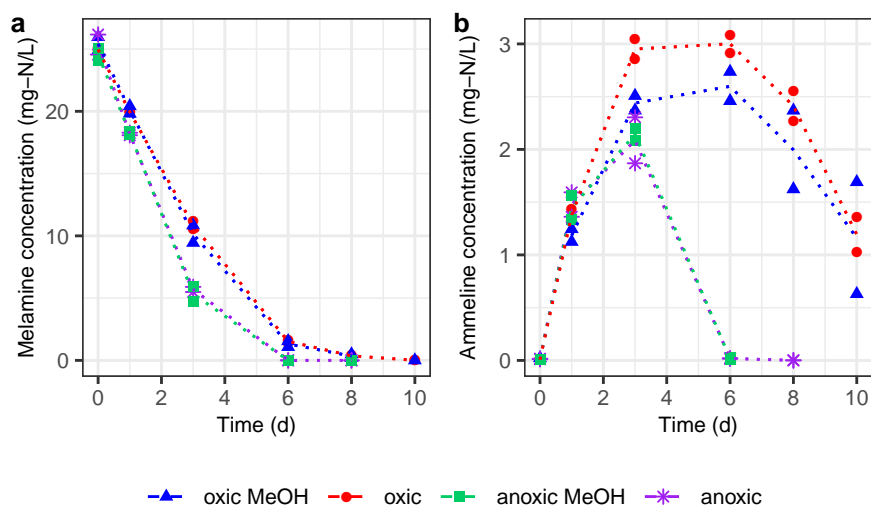 a
b
Melamine concentration (mg−N/L)
20
10
0
0 2 4 6 8 10
Time (d)
Ammeline concentration (mg−N/L)
3
2
1
0
0 2 4 6 8 10
Time (d)
oxic MeOH oxic anoxic MeOH anoxic